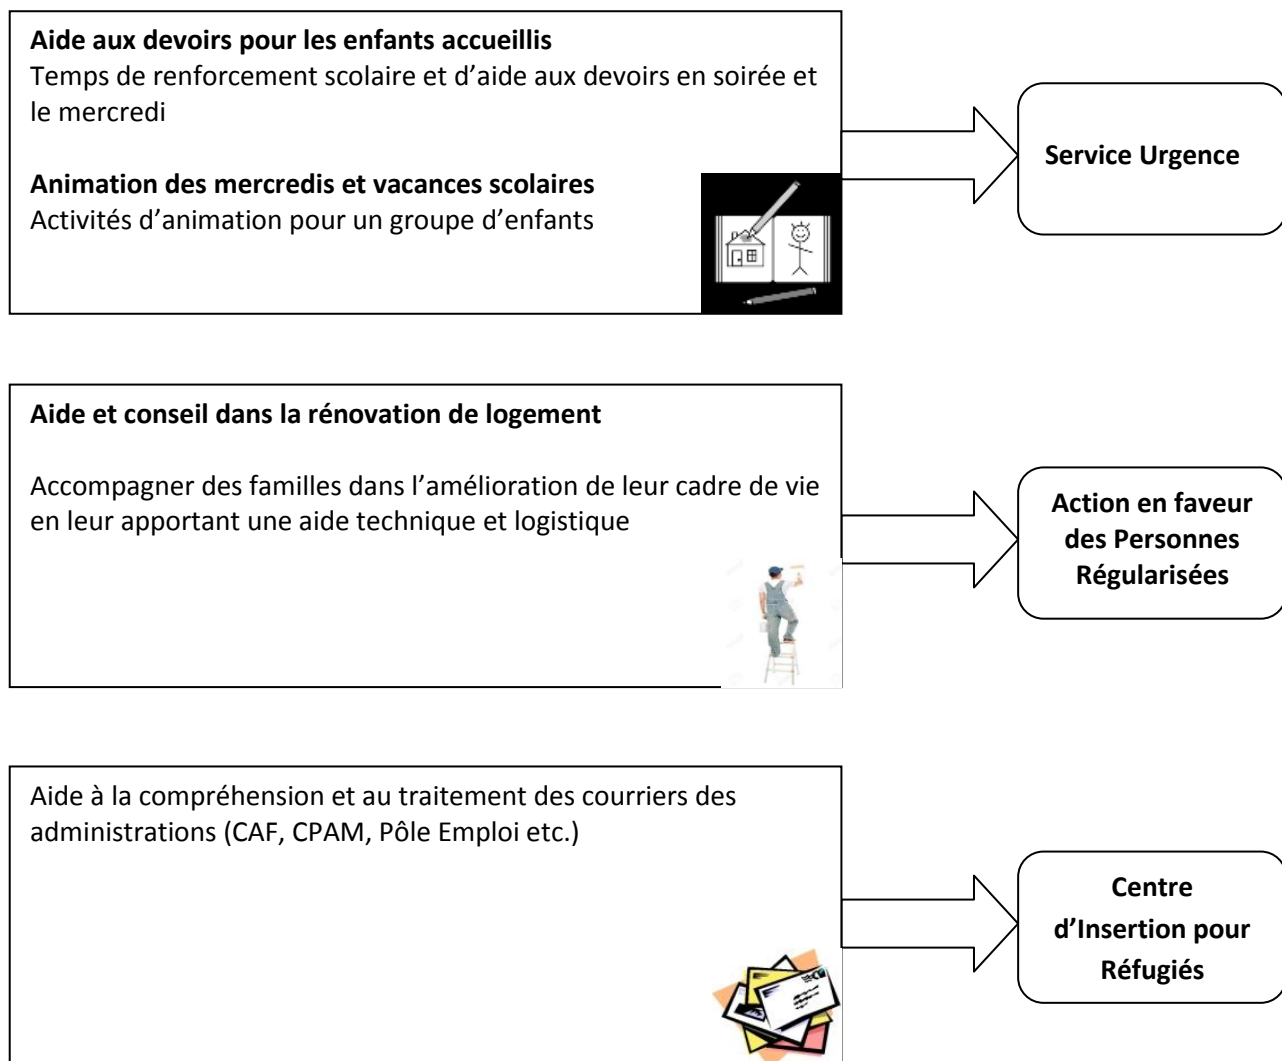 Aide aux devoirs pour les enfants accueillis
Temps de renforcement scolaire et d’aide aux devoirs en soirée et
le mercredi
Animation des mercredis et vacances scolaires
Activités d’animation pour un groupe d’enfants
Service Urgence
Aide et conseil dans la rénovation de logement
Accompagner des familles dans l’amélioration de leur cadre de vie
en leur apportant une aide technique et logistique
Action en faveur
des Personnes
Régularisées
Aide à la compréhension et au traitement des courriers des
administrations (CAF, CPAM, Pôle Emploi etc.)
Centre
d’Insertion pour
Réfugiés